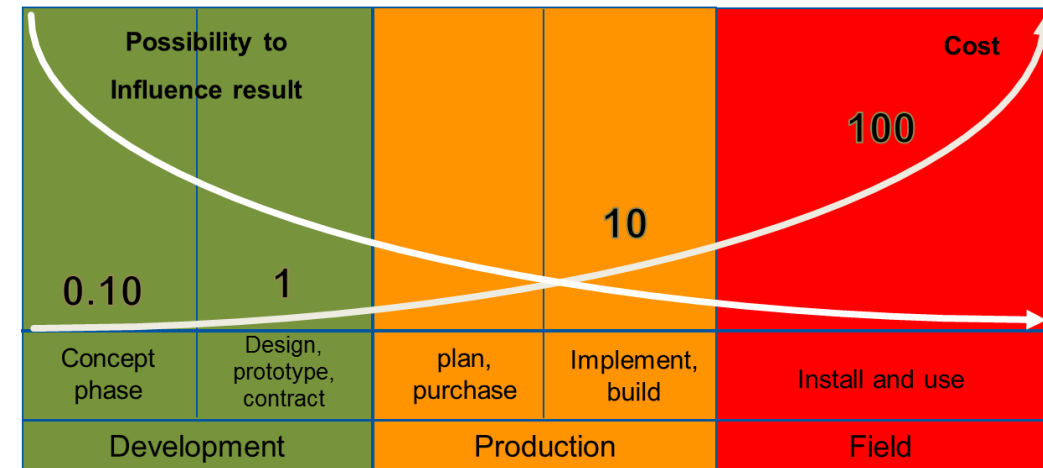 Possibility to
Influence result
Cost
100
10
1
0.10
Concept
phase
Design,
prototype,
contract
plan,
purchase
Implement,
build
Install and use
Development
Production
Field